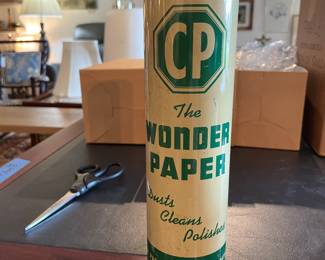 CP
The
WONDER
PAPER
Dusts
Cleans
Polishes